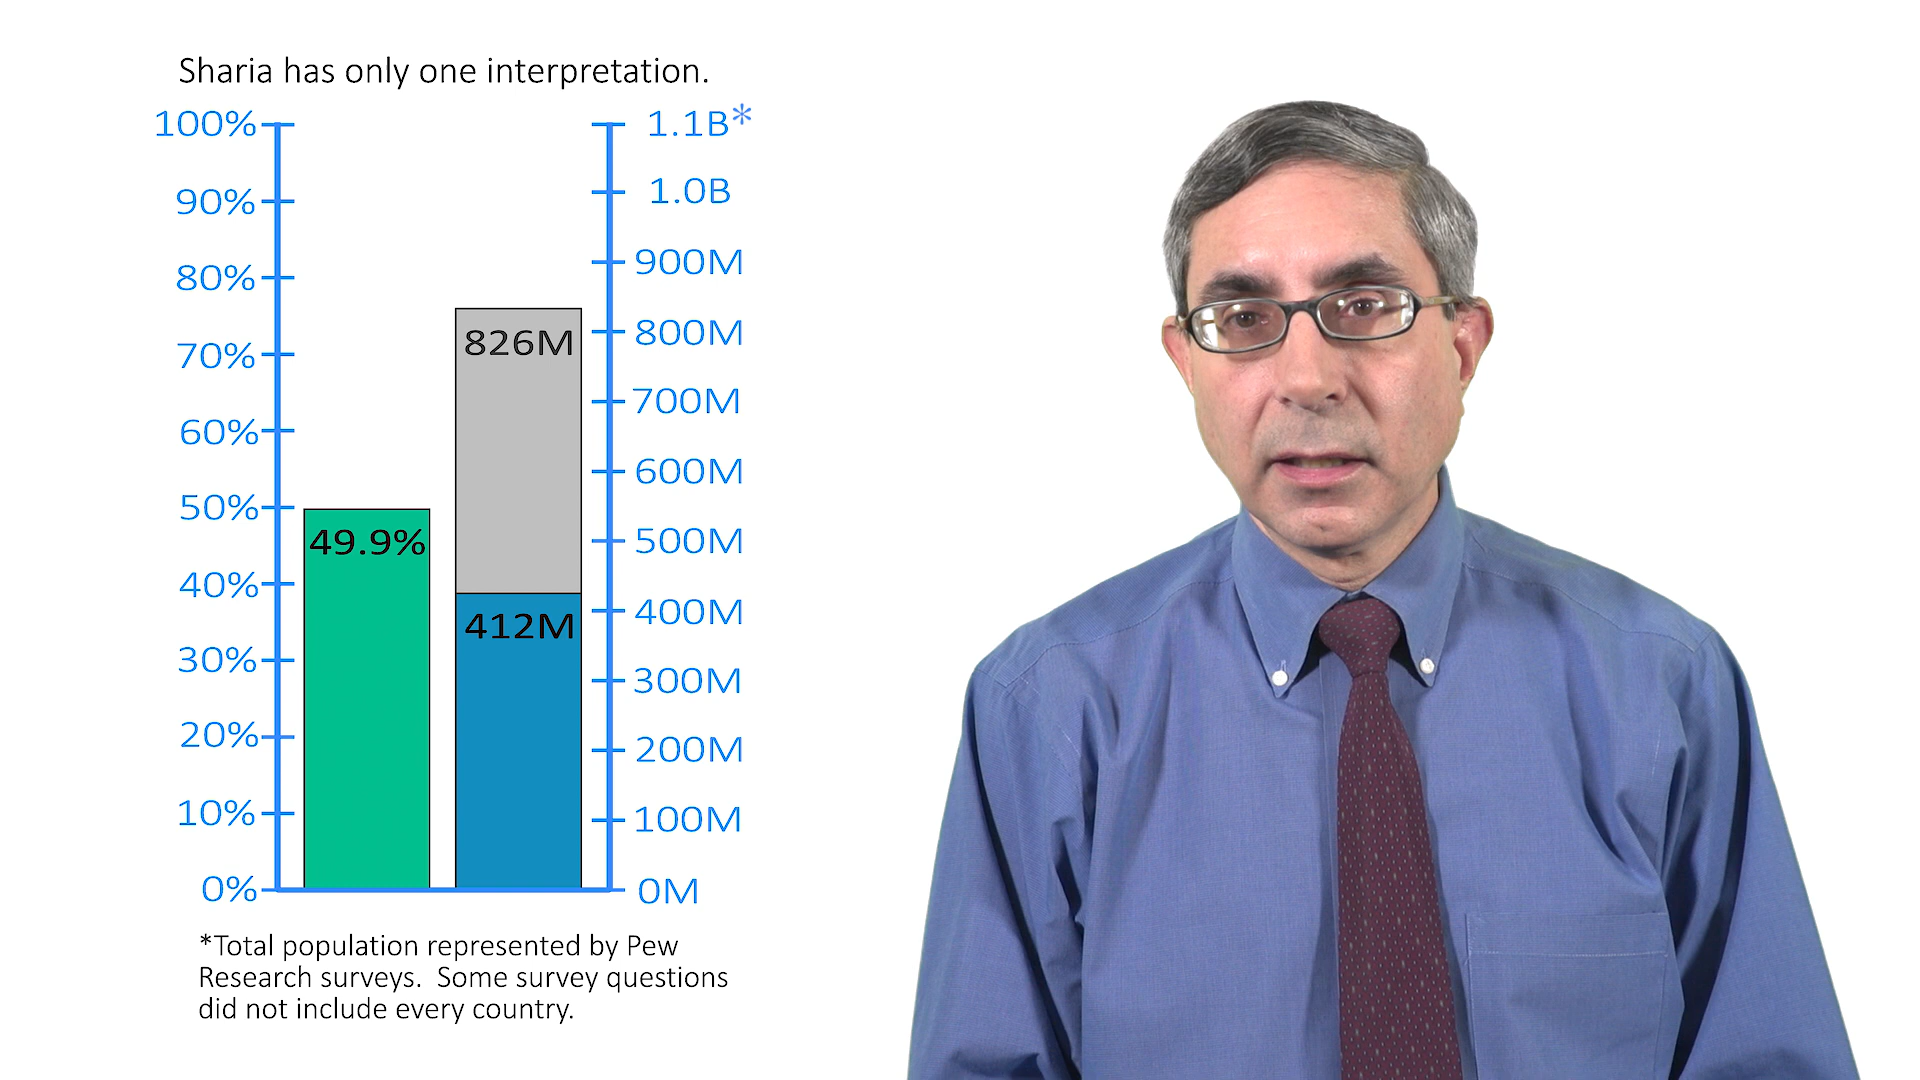 Sharia has only one interpretation.
100%
90%
80%
70%
60%
50%
40%
30%
20%
10%
0%
49.9%
826M
412M
1.1B*
1.0B
900M
800M
700M
600M
500M
400M
300M
200M
100M
0M
*Total population represented by Pew
Research surveys. Some survey questions
did not include every country.